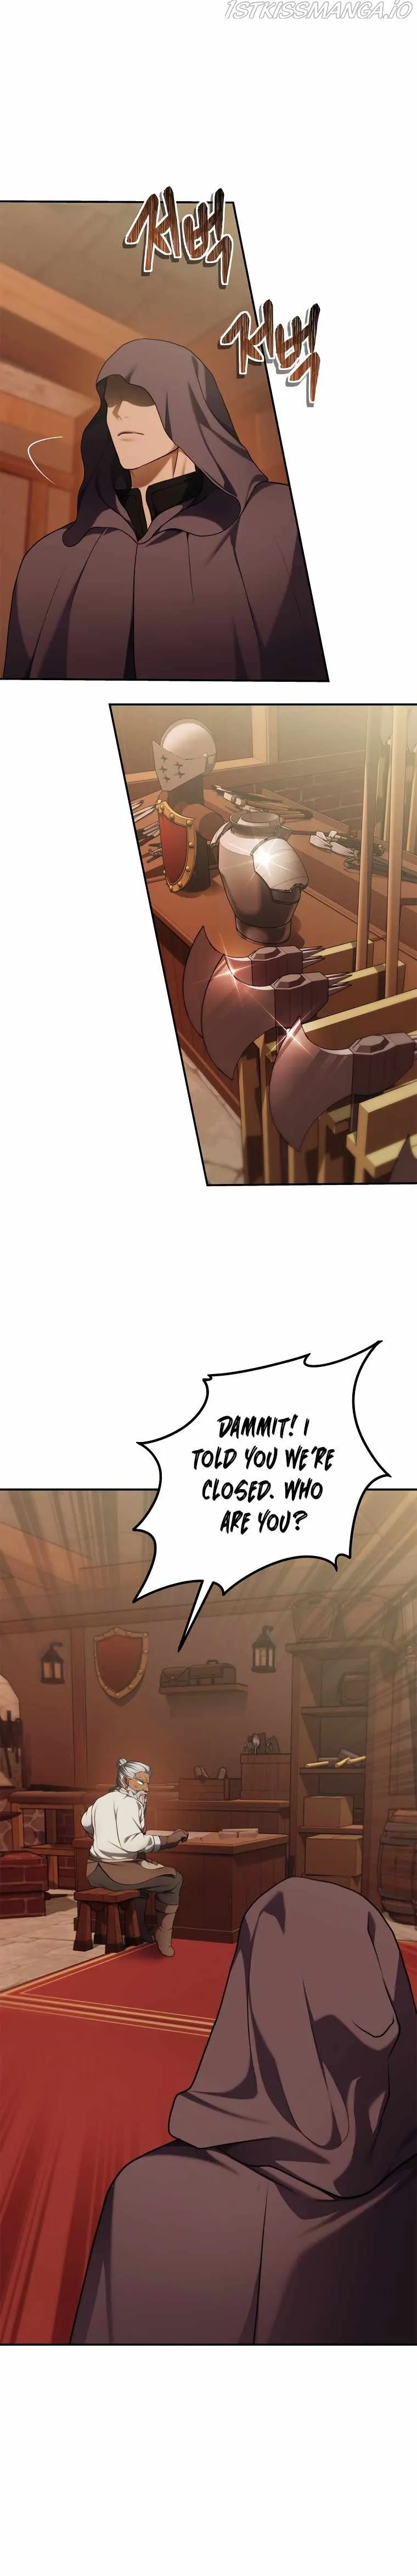 1STKISSMANGA.IO
저벅
저벅
DAMMIT! I
TOLD YOU WE'RE
CLOSED. WHO
ARE YOU?